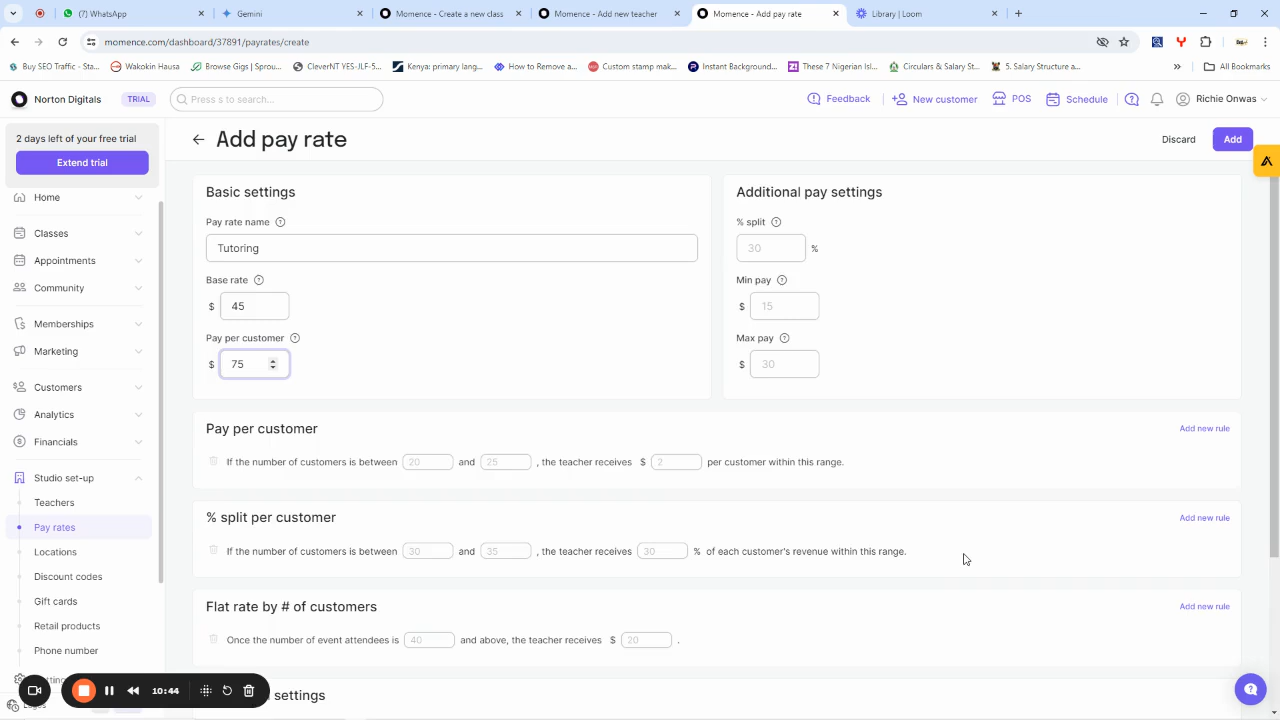 (7) WhatsApp
Gemini
Momence - Create a new class
Momence - Add new teacher
Momence - Add pay rate
Library | Loom
momence.com/dashboard/37891/payrates/create
Buy SEO Traffic - Sta...
Wakokin Hausa
Browse Gigs | Sprou...
CleverNT YES-JLF-5...
Kenya: primary lang...
How to Remove a...
Custom stamp mak...
Instant Background...
These 7 Nigerian Isl...
Circulars & Salary St...
5. Salary Structure a...
All Bookmarks
Norton Digitals
TRIAL
Press s to search...
Feedback
New customer
POS
Schedule
Richie Onwas
2 days left of your free trial
Extend trial
Home
Classes
Appointments
Community
Memberships
Marketing
Customers
Analytics
Financials
Studio set-up
Teachers
Pay rates
Locations
Discount codes
Gift cards
Retail products
Phone number
10:44
Add pay rate
Discard
Add
Basic settings
Pay rate name
Tutoring
Base rate
$ 45
Pay per customer
$ 75
Additional pay settings
% split
30 %
Min pay
$ 15
Max pay
$ 30
Pay per customer
Add new rule
If the number of customers is between 20 and 25 , the teacher receives $ 2 per customer within this range.
% split per customer
Add new rule
If the number of customers is between 30 and 35 , the teacher receives 30 % of each customer's revenue within this range.
Flat rate by # of customers
Add new rule
Once the number of event attendees is 40 and above, the teacher receives $ 20 .
settings